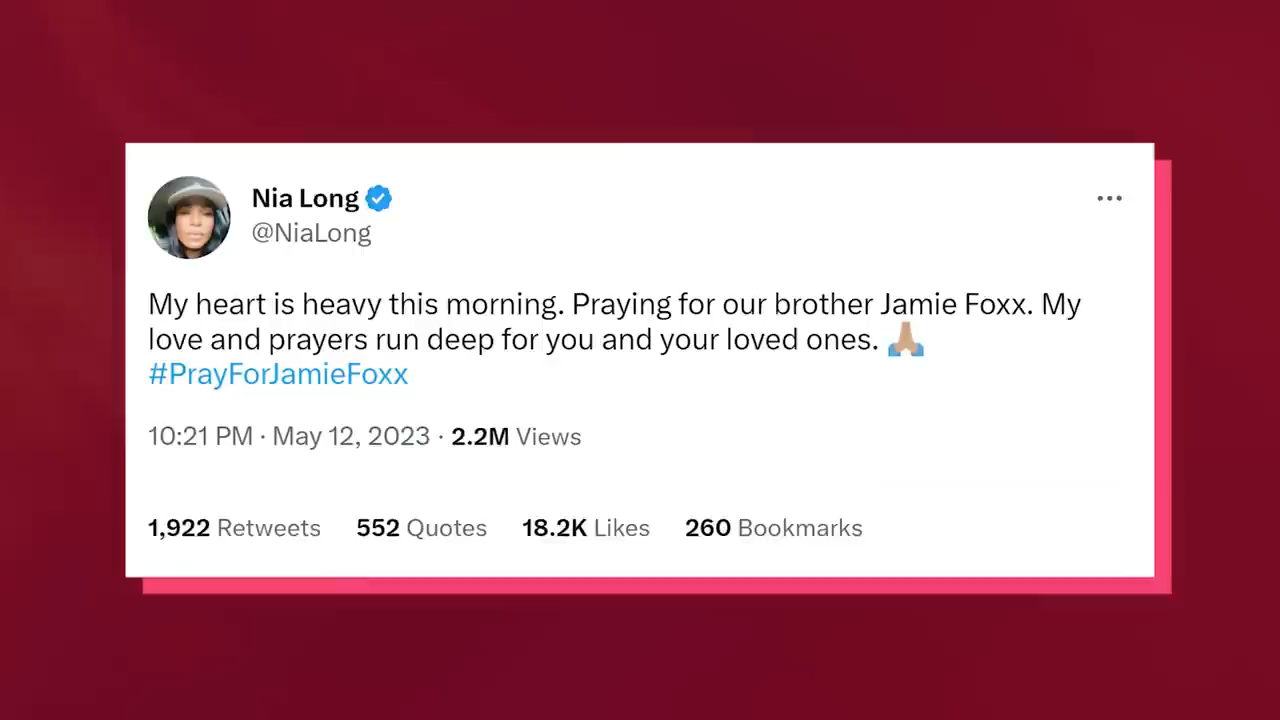 Nia Long
@NiaLong
My heart is heavy this morning. Praying for our brother Jamie Foxx. My
love and prayers run deep for you and your loved ones. 🙏🏽
#PrayForJamieFoxx
10:21 PM · May 12, 2023 · 2.2M Views
1,922 Retweets 552 Quotes 18.2K Likes 260 Bookmarks